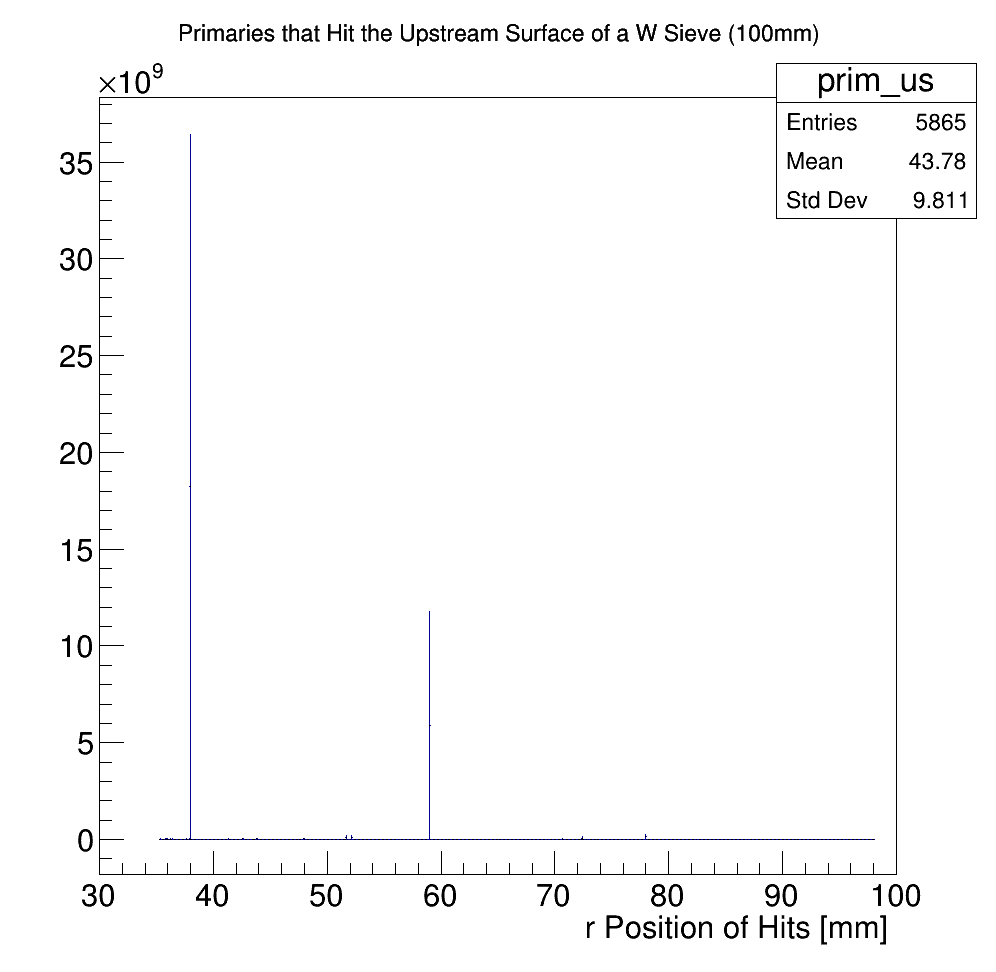 Primaries that Hit the Upstream Surface of a W Sieve (100mm)
×10⁹
prim_us
Entries 5865
Mean 43.78
Std Dev 9.811
35
30
25
20
15
10
5
0
30 40 50 60 70 80 90 100
r Position of Hits [mm]